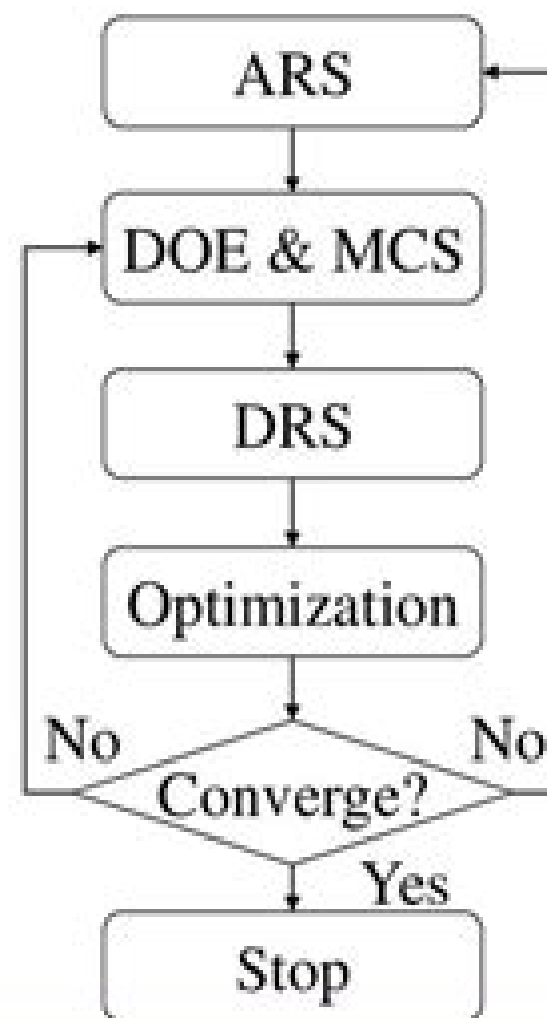 ARS
DOE & MCS
DRS
Optimization
No
No
Converge?
Yes
Stop